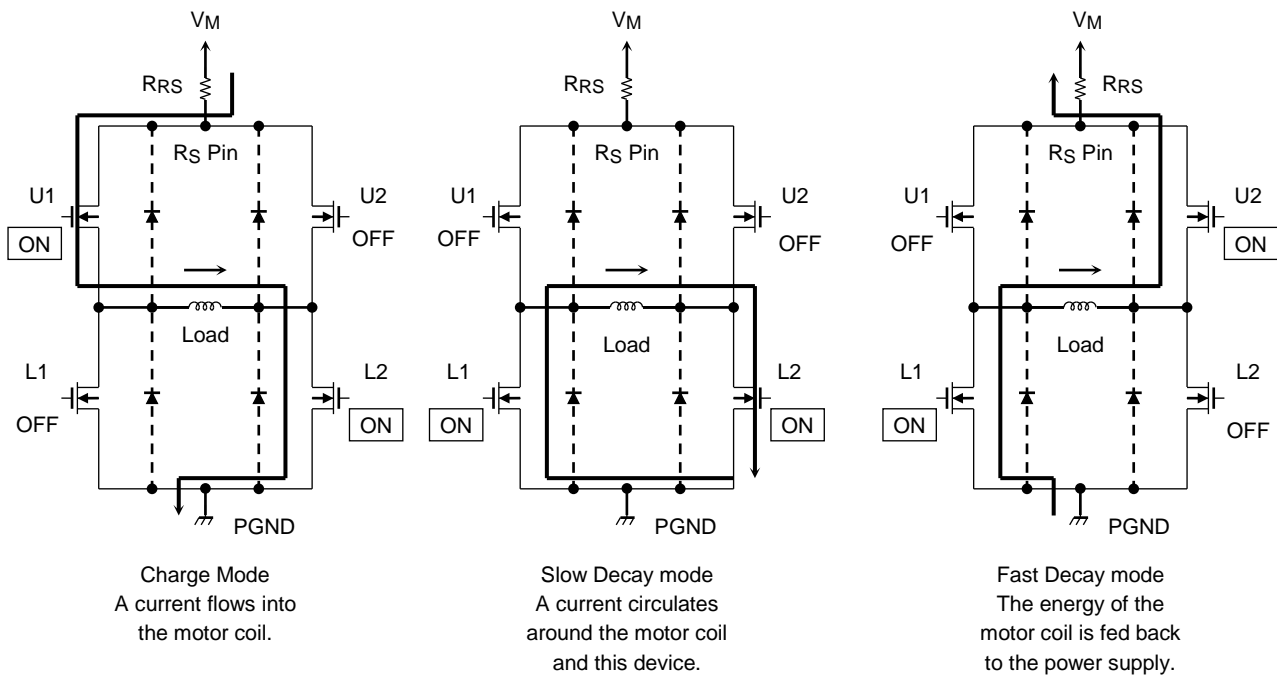 VM
RRS
RS Pin
U1
ON
U2
OFF
Load
L1
OFF
L2
ON
PGND
Charge Mode
A current flows into
the motor coil.
VM
RRS
RS Pin
U1
OFF
U2
OFF
Load
L1
ON
L2
ON
PGND
Slow Decay mode
A current circulates
around the motor coil
and this device.
VM
RRS
RS Pin
U1
OFF
U2
ON
Load
L1
ON
L2
OFF
PGND
Fast Decay mode
The energy of the
motor coil is fed back
to the power supply.